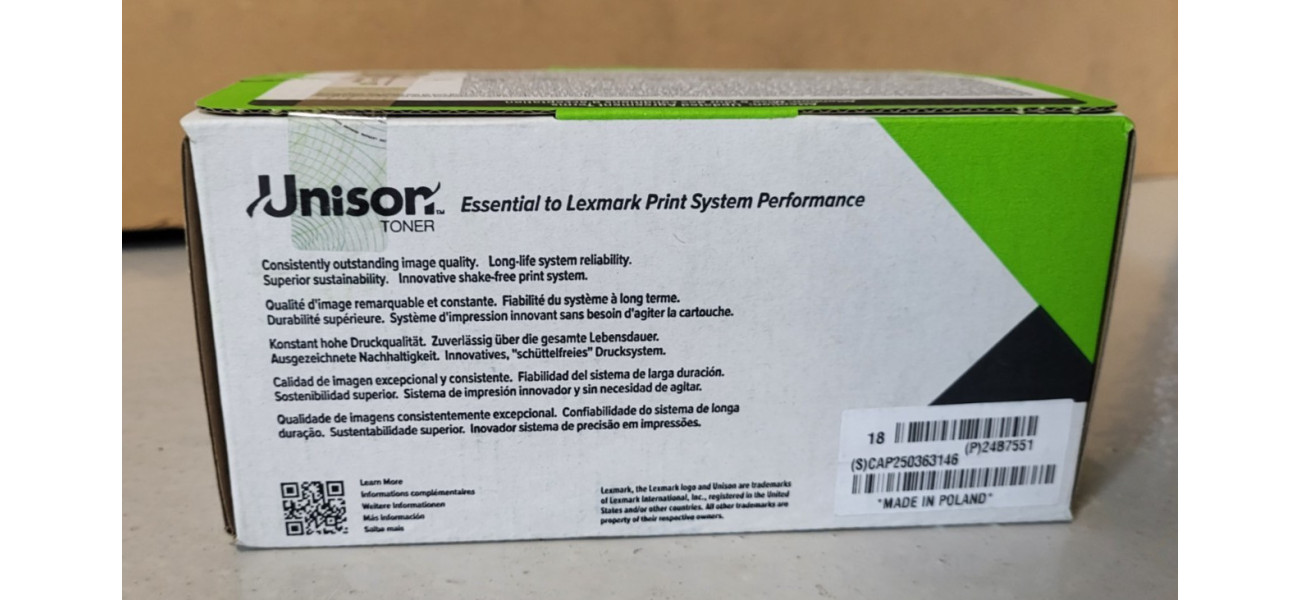 Unison™ Essential to Lexmark Print System Performance
TONER
Consistently outstanding image quality. Long-life system reliability.
Superior sustainability. Innovative shake-free print system.
Qualité d'image remarquable et constante. Fiabilité du système à long terme.
Durabilité supérieure. Système d'impression innovant sans besoin d'agiter la cartouche.
Konstant hohe Druckqualität. Zuverlässig über die gesamte Lebensdauer.
Ausgezeichnete Nachhaltigkeit. Innovatives, "schüttelfreies" Drucksystem.
Calidad de imagen excepcional y consistente. Fiabilidad del sistema de larga duración.
Sostenibilidad superior. Sistema de impresión innovador y sin necesidad de agitar.
Qualidade de imagens consistentemente excepcional. Confiabilidade do sistema de longa
duração. Sustentabilidade superior. Inovador sistema de precisão em impressões.
Learn More
Informations complémentaires
Weitere Informationen
Más información
Saiba mais
Lexmark, the Lexmark logo and Unison are trademarks
of Lexmark International, Inc., registered in the United
States and/or other countries. All other trademarks are
property of their respective owners.
18
(P)24B7551
(S)CAP250363146
"MADE IN POLAND"